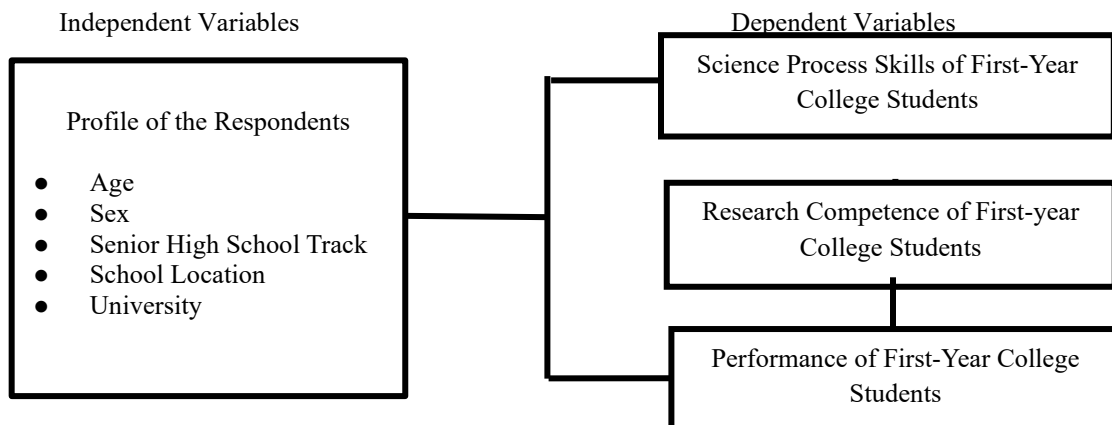 Independent Variables
Dependent Variables
Profile of the Respondents
● Age
● Sex
● Senior High School Track
● School Location
● University
Science Process Skills of First-Year
College Students
Research Competence of First-year
College Students
Performance of First-Year College
Students